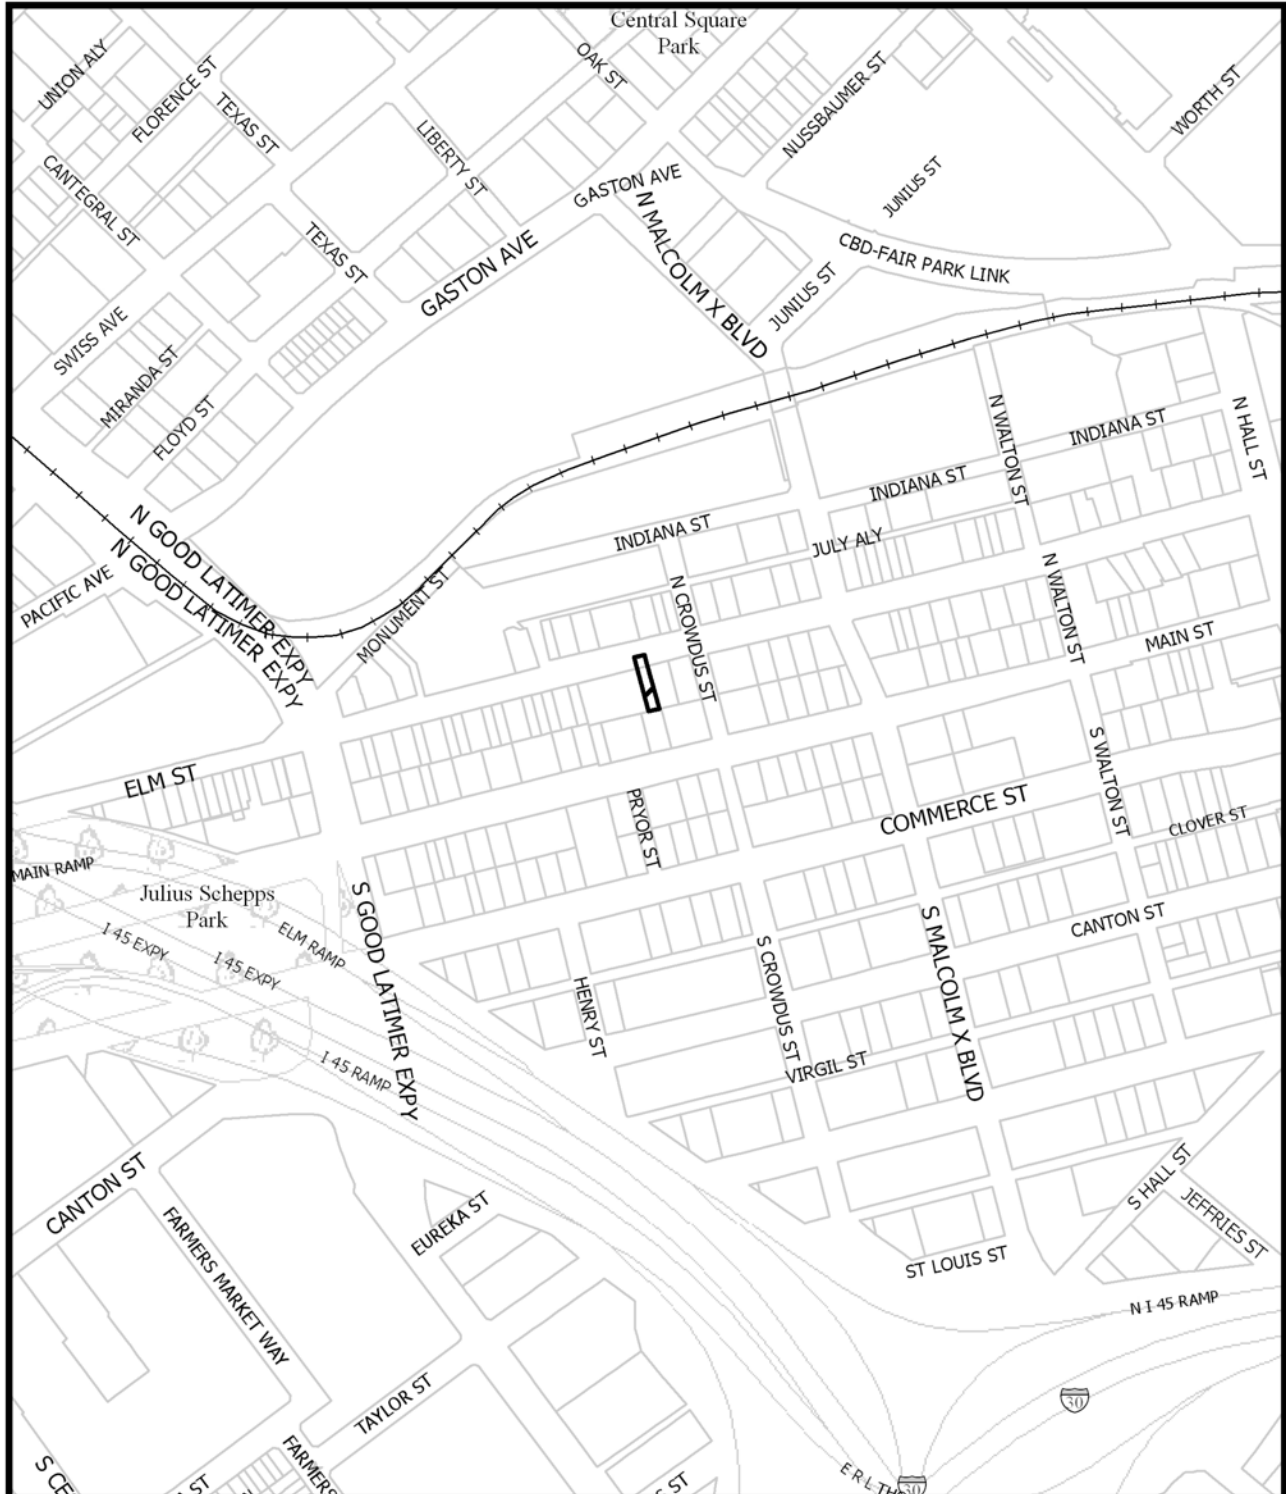 Central Square
Park
UNION ALY
FLORENCE ST
TEXAS ST
OAK ST
NUSSBAUMER ST
WORTH ST
LIBERTY ST
CANTEGRAL ST
GASTON AVE
N MALCOLM X BLVD
JUNIUS ST
TEXAS ST
GASTON AVE
CBD-FAIR PARK LINK
JUNIUS ST
SWISS AVE
MIRANDA ST
FLOYD ST
N WALTON ST
INDIANA ST
N HALL ST
INDIANA ST
N GOOD LATIMER EXPY
N GOOD LATIMER EXPY
INDIANA ST
JULY ALY
PACIFIC AVE
MONUMENT ST
N CROWDUS ST
N WALTON ST
MAIN ST
ELM ST
S WALTON ST
PRYOR ST
COMMERCE ST
CLOVER ST
MAIN RAMP
Julius Schepps
Park
S GOOD LATIMER EXPY
ELM RAMP
I 45 EXPY
I 45 EXPY
S MALCOLM X BLVD
CANTON ST
S CROWDUS ST
HENRY ST
I 45 RAMP
VIRGIL ST
CANTON ST
FARMERS MARKET WAY
EUREKA ST
S HALL ST
JEFFRIES ST
ST LOUIS ST
N I 45 RAMP
30
TAYLOR ST
FARMERS
S CE
ST
S ST
E R L TH
30